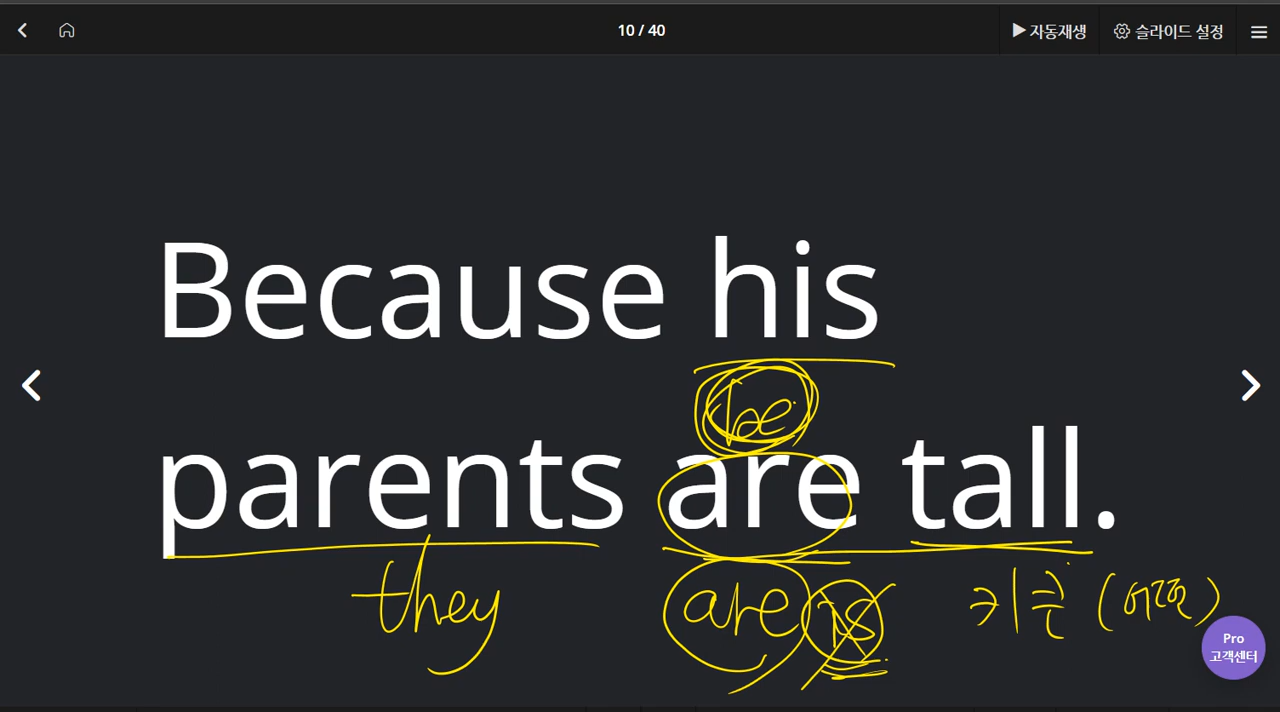 10 / 40
▶ 자동재생
슬라이드 설정
Because his
be
parents are tall.
they
are is
키큰 (어쩐)
Pro
고객센터